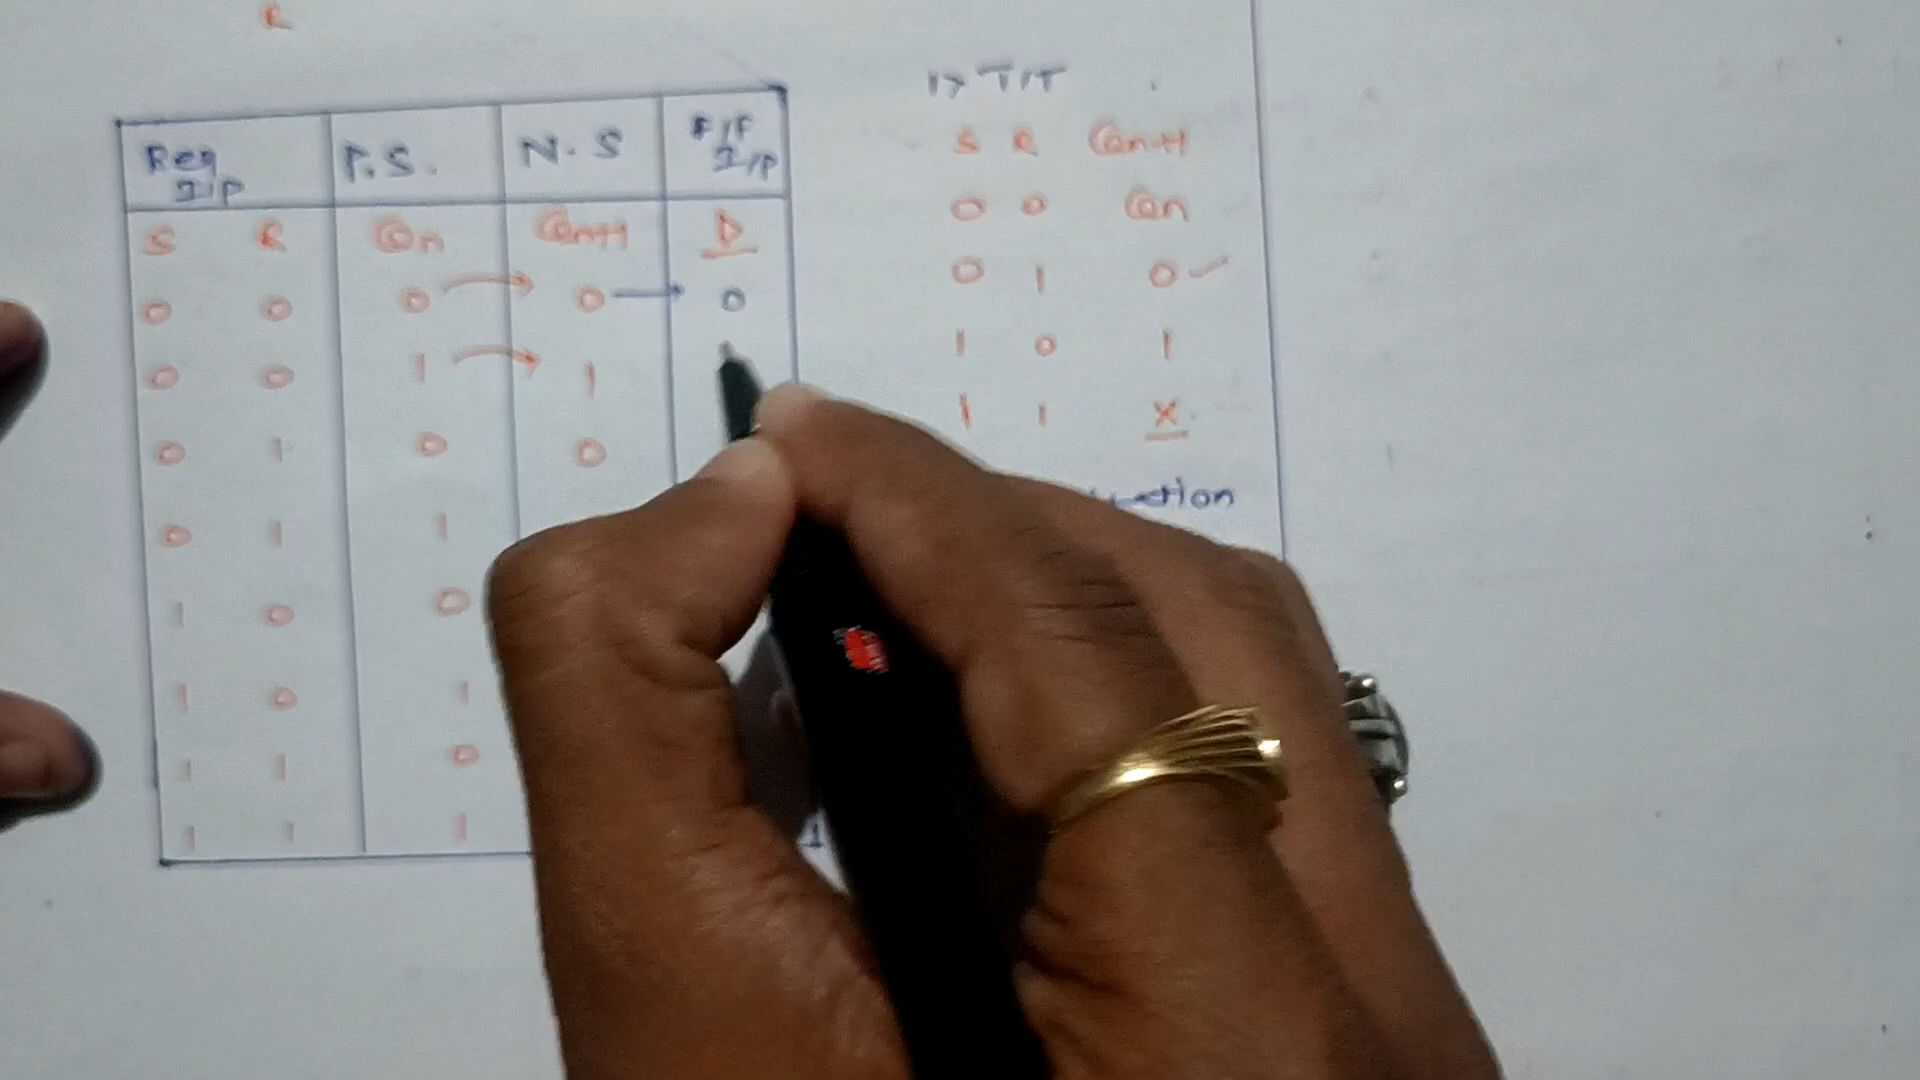 R
Req I/P P.S. N.S F/F I/P
S R Qn Qn+1 D
0 0 0 0 0
0 0 1 1
0 1 0 0
0 1 1
1 0 0
1 0 1
1 1 0
1 1 1
1> T/T
S R Qn+1
0 0 Qn
0 1 0 ✓
1 0 1
1 1 X
1